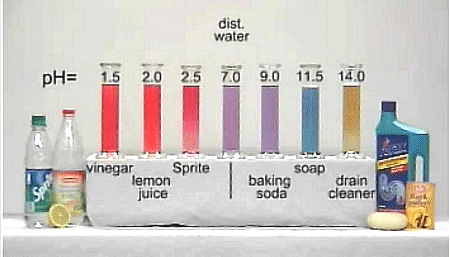 dist.
water
pH= 1.5 2.0 2.5 7.0 9.0 11.5 14.0
vinegar Sprite soap
lemon baking drain
juice soda cleaner